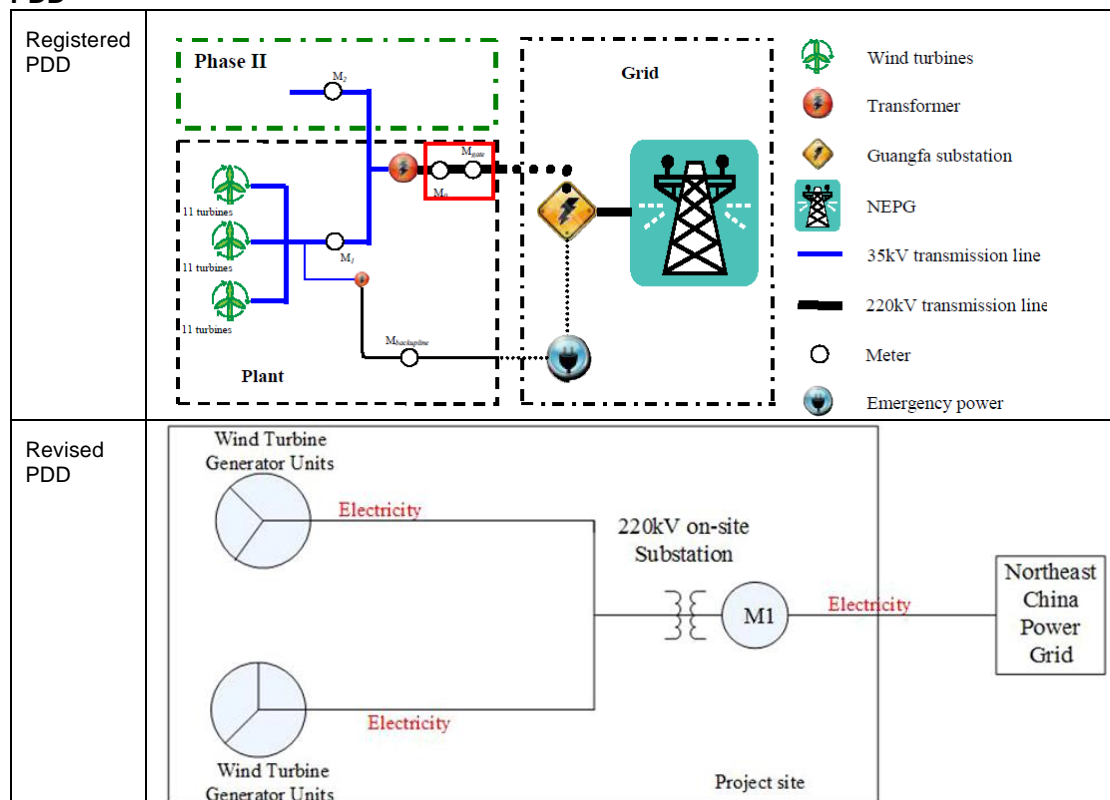 Registered
PDD
Phase II
M2
Grid
Mgate
M0
11 turbines
11 turbines
M1
11 turbines
Mbackupline
Plant
Wind turbines
Transformer
Guangfa substation
NEPG
35kV transmission line
220kV transmission line
Meter
Emergency power
Revised
PDD
Wind Turbine
Generator Units
Electricity
220kV on-site
Substation
M1
Electricity
Northeast
China
Power
Grid
Electricity
Wind Turbine
Generator Units
Project site